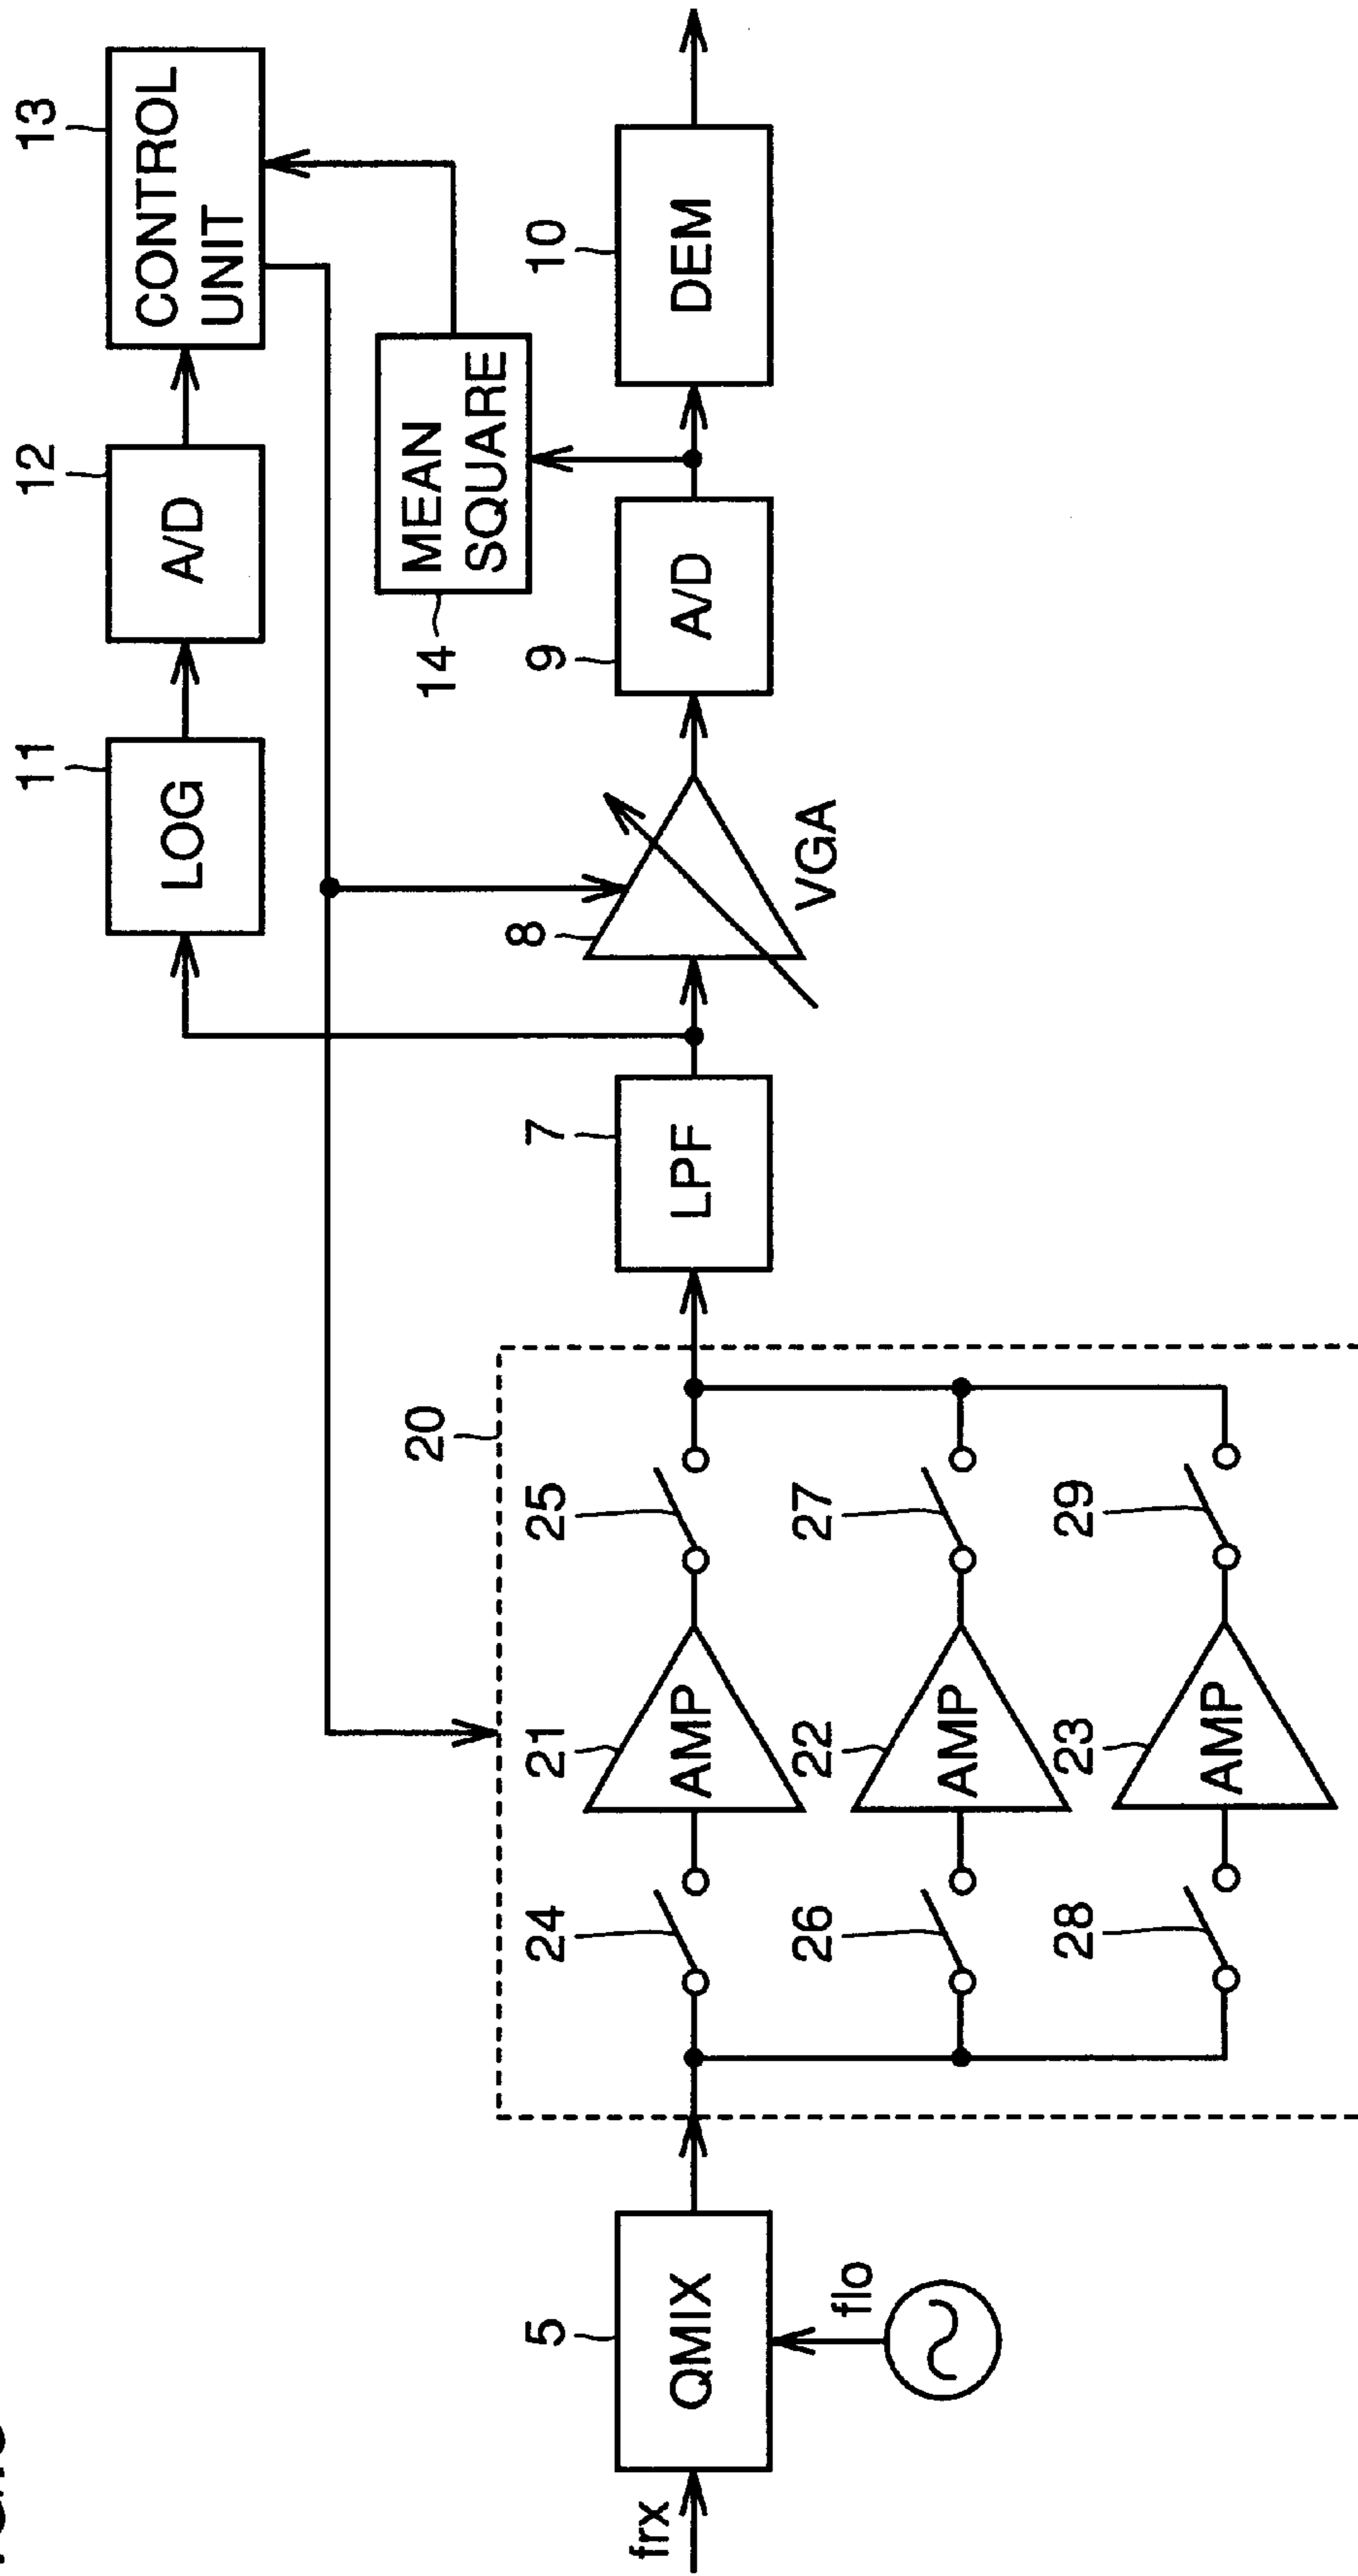 13
CONTROL
UNIT
12
A/D
11
LOG
MEAN
SQUARE
14
10
DEM
9
A/D
8
VGA
7
LPF
20
25
21
AMP
24
27
22
AMP
26
29
23
AMP
28
5
QMIX
frx
flo